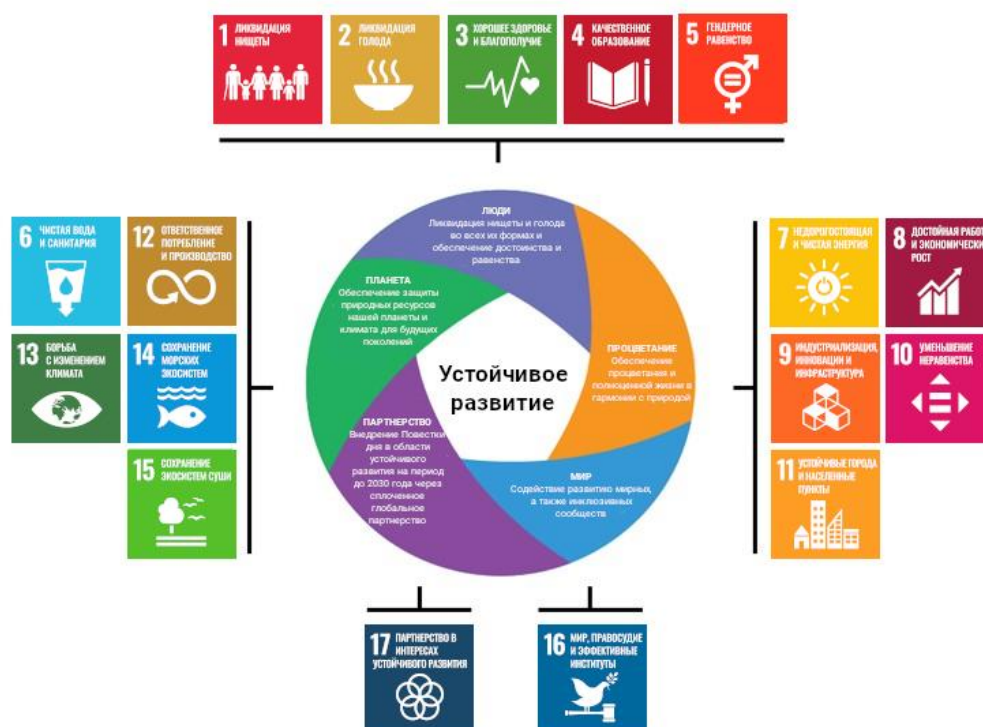 1 ЛИКВИДАЦИЯ
НИЩЕТЫ
2 ЛИКВИДАЦИЯ
ГОЛОДА
3 ХОРОШЕЕ ЗДОРОВЬЕ
И БЛАГОПОЛУЧИЕ
4 КАЧЕСТВЕННОЕ
ОБРАЗОВАНИЕ
5 ГЕНДЕРНОЕ
РАВЕНСТВО
6 ЧИСТАЯ ВОДА
И САНИТАРИЯ
12 ОТВЕТСТВЕННОЕ
ПОТРЕБЛЕНИЕ
И ПРОИЗВОДСТВО
13 БОРЬБА
С ИЗМЕНЕНИЕМ
КЛИМАТА
14 СОХРАНЕНИЕ
МОРСКИХ
ЭКОСИСТЕМ
15 СОХРАНЕНИЕ
ЭКОСИСТЕМ СУШИ
ЛЮДИ
Ликвидация нищеты и голода
во всех их формах и
обеспечение достоинства и
равенства
ПЛАНЕТА
Обеспечение защиты
природных ресурсов
нашей планеты и
климата для будущих
поколений
ПРОЦВЕТАНИЕ
Обеспечение
процветания и
полноценной жизни в
гармонии с природой
Устойчивое
развитие
ПАРТНЕРСТВО
Внедрение Повестки
дня в области
устойчивого
развития на период
до 2030 года через
сплоченное
глобальное
партнерство
МИР
Содействие развитию мирных,
а также инклюзивных
сообществ
7 НЕДОРОГОСТОЯЩАЯ
И ЧИСТАЯ ЭНЕРГИЯ
8 ДОСТОЙНАЯ РАБОТ
И ЭКОНОМИЧЕСКИ
РОСТ
9 ИНДУСТРИАЛИЗАЦИЯ,
ИННОВАЦИИ И
ИНФРАСТРУКТУРА
10 УМЕНЬШЕНИЕ
НЕРАВЕНСТВА
11 УСТОЙЧИВЫЕ ГОРОДА
И НАСЕЛЕННЫЕ
ПУНКТЫ
17 ПАРТНЕРСТВО В
ИНТЕРЕСАХ
УСТОЙЧИВОГО РАЗВИТИЯ
16 МИР, ПРАВОСУДИЕ
И ЭФФЕКТИВНЫЕ
ИНСТИТУТЫ